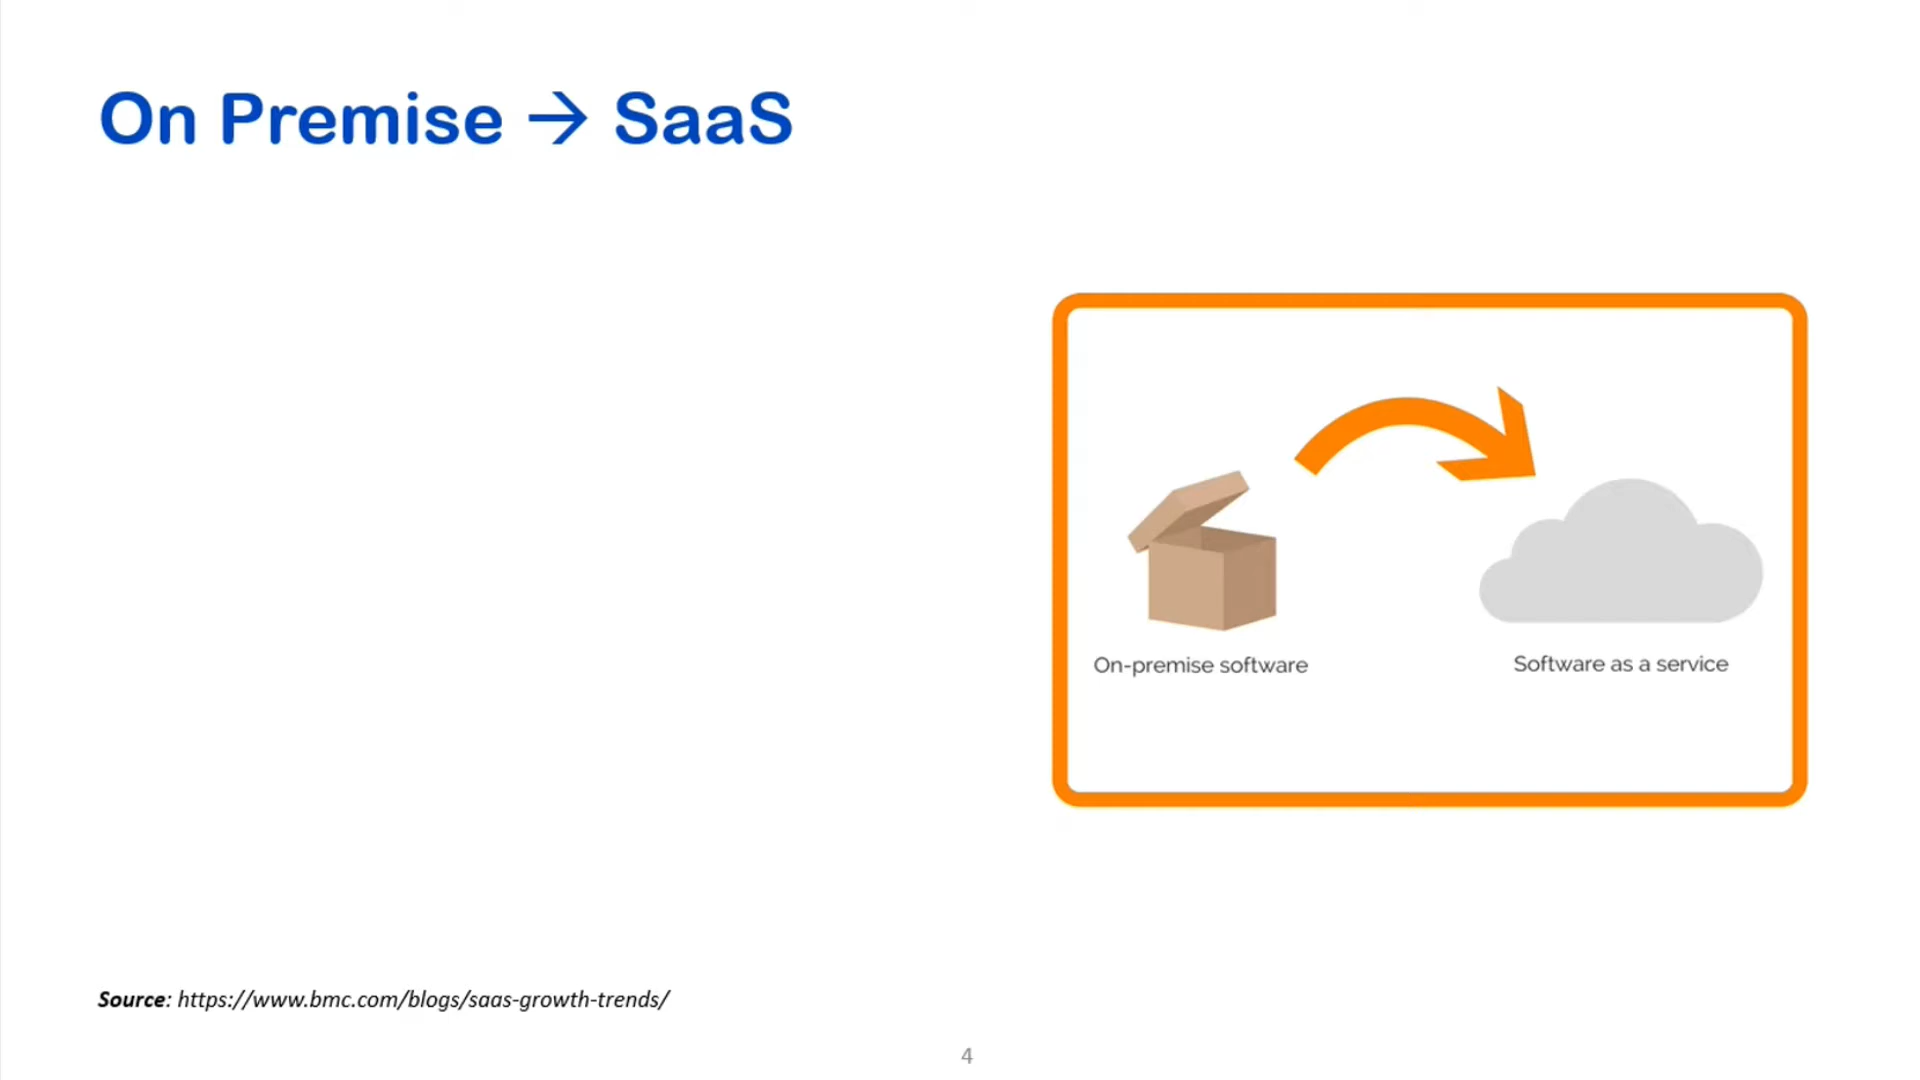 On Premise → SaaS
On-premise software
Software as a service
Source: https://www.bmc.com/blogs/saas-growth-trends/
4